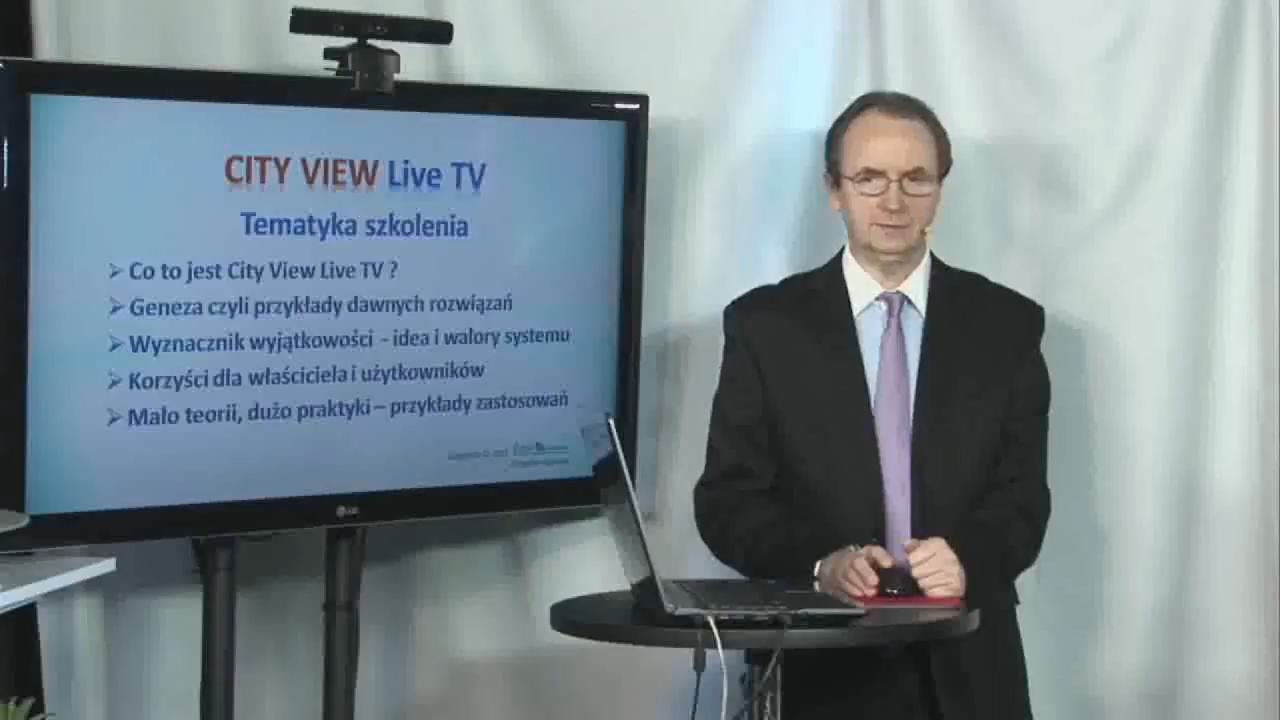 CITY VIEW Live TV
Tematyka szkolenia
➢ Co to jest City View Live TV ?
➢ Geneza czyli przykłady dawnych rozwiązań
➢ Wyznacznik wyjątkowości - idea i walory systemu
➢ Korzyści dla właściciela i użytkowników
➢ Mało teorii, dużo praktyki – przykłady zastosowań
LG